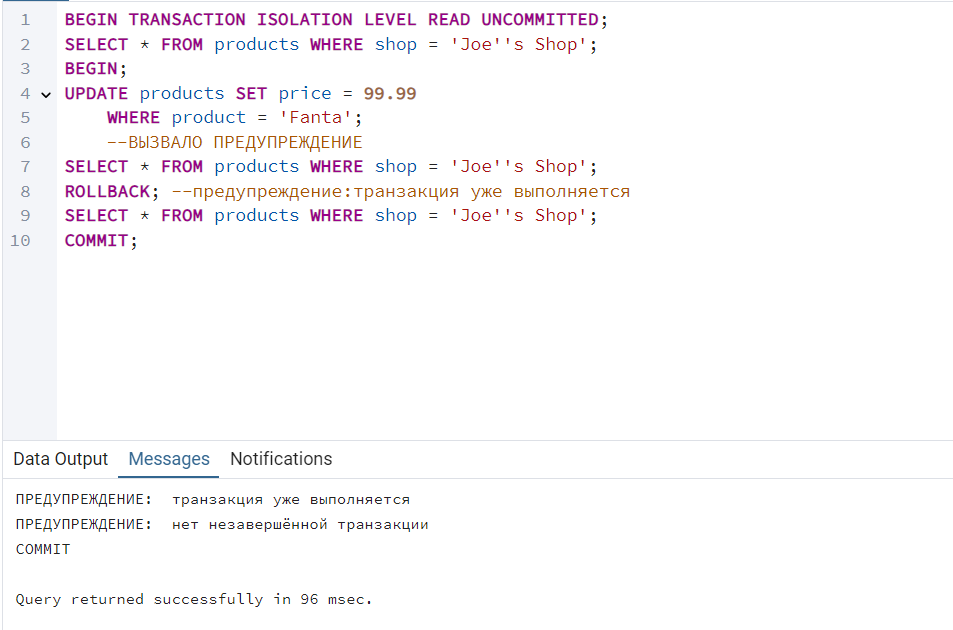 1 BEGIN TRANSACTION ISOLATION LEVEL READ UNCOMMITTED;
2 SELECT * FROM products WHERE shop = 'Joe''s Shop';
3 BEGIN;
4 UPDATE products SET price = 99.99
5 WHERE product = 'Fanta';
6 --ВЫЗВАЛО ПРЕДУПРЕЖДЕНИЕ
7 SELECT * FROM products WHERE shop = 'Joe''s Shop';
8 ROLLBACK; --предупреждение:транзакция уже выполняется
9 SELECT * FROM products WHERE shop = 'Joe''s Shop';
10 COMMIT;
Data Output Messages Notifications
ПРЕДУПРЕЖДЕНИЕ: транзакция уже выполняется
ПРЕДУПРЕЖДЕНИЕ: нет незавершённой транзакции
COMMIT
Query returned successfully in 96 msec.